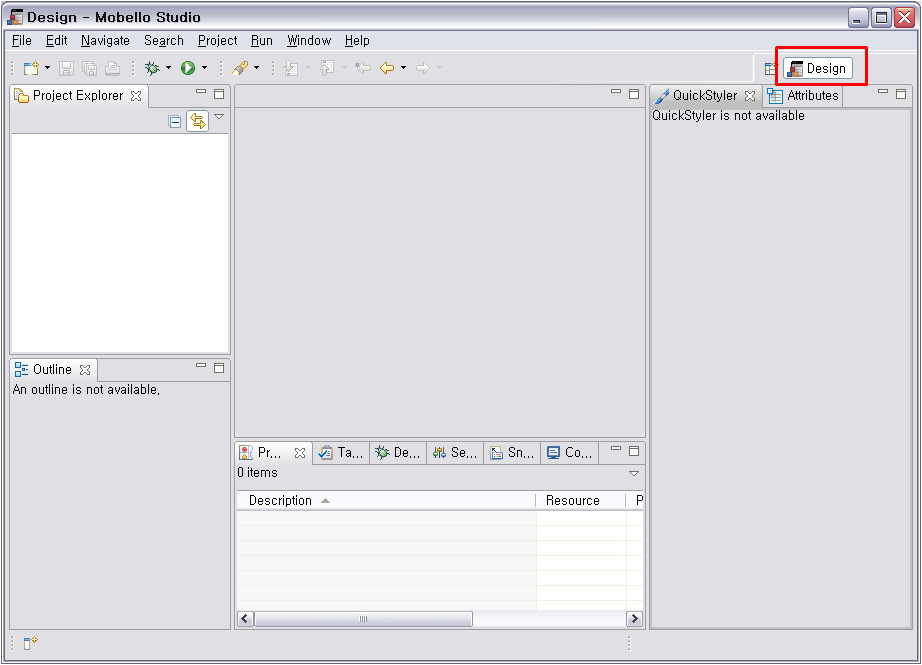 Design - Mobello Studio
File Edit Navigate Search Project Run Window Help
Design
Project Explorer
QuickStyler Attributes
QuickStyler is not available
Outline
An outline is not available.
Pr... Ta... De... Se... Sn... Co...
0 items
Description Resource P